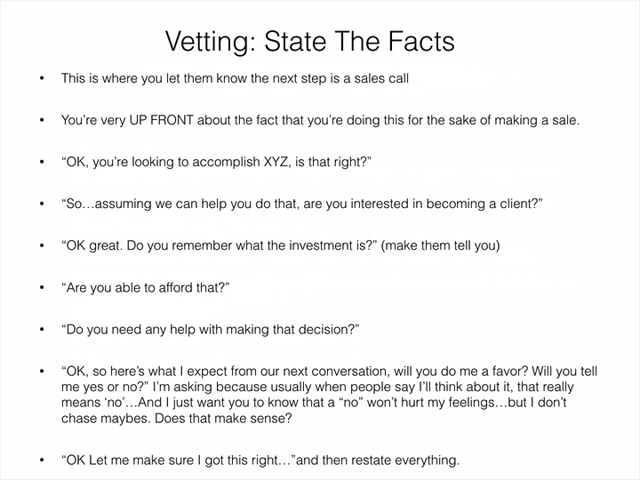 Vetting: State The Facts
• This is where you let them know the next step is a sales call
• You're very UP FRONT about the fact that you're doing this for the sake of making a sale.
• “OK, you're looking to accomplish XYZ, is that right?”
• “So…assuming we can help you do that, are you interested in becoming a client?”
• “OK great. Do you remember what the investment is?” (make them tell you)
• “Are you able to afford that?”
• “Do you need any help with making that decision?”
• “OK, so here's what I expect from our next conversation, will you do me a favor? Will you tell
me yes or no?” I'm asking because usually when people say I'll think about it, that really
means ‘no’…And I just want you to know that a “no” won't hurt my feelings…but I don't
chase maybes. Does that make sense?
• “OK Let me make sure I got this right…”and then restate everything.